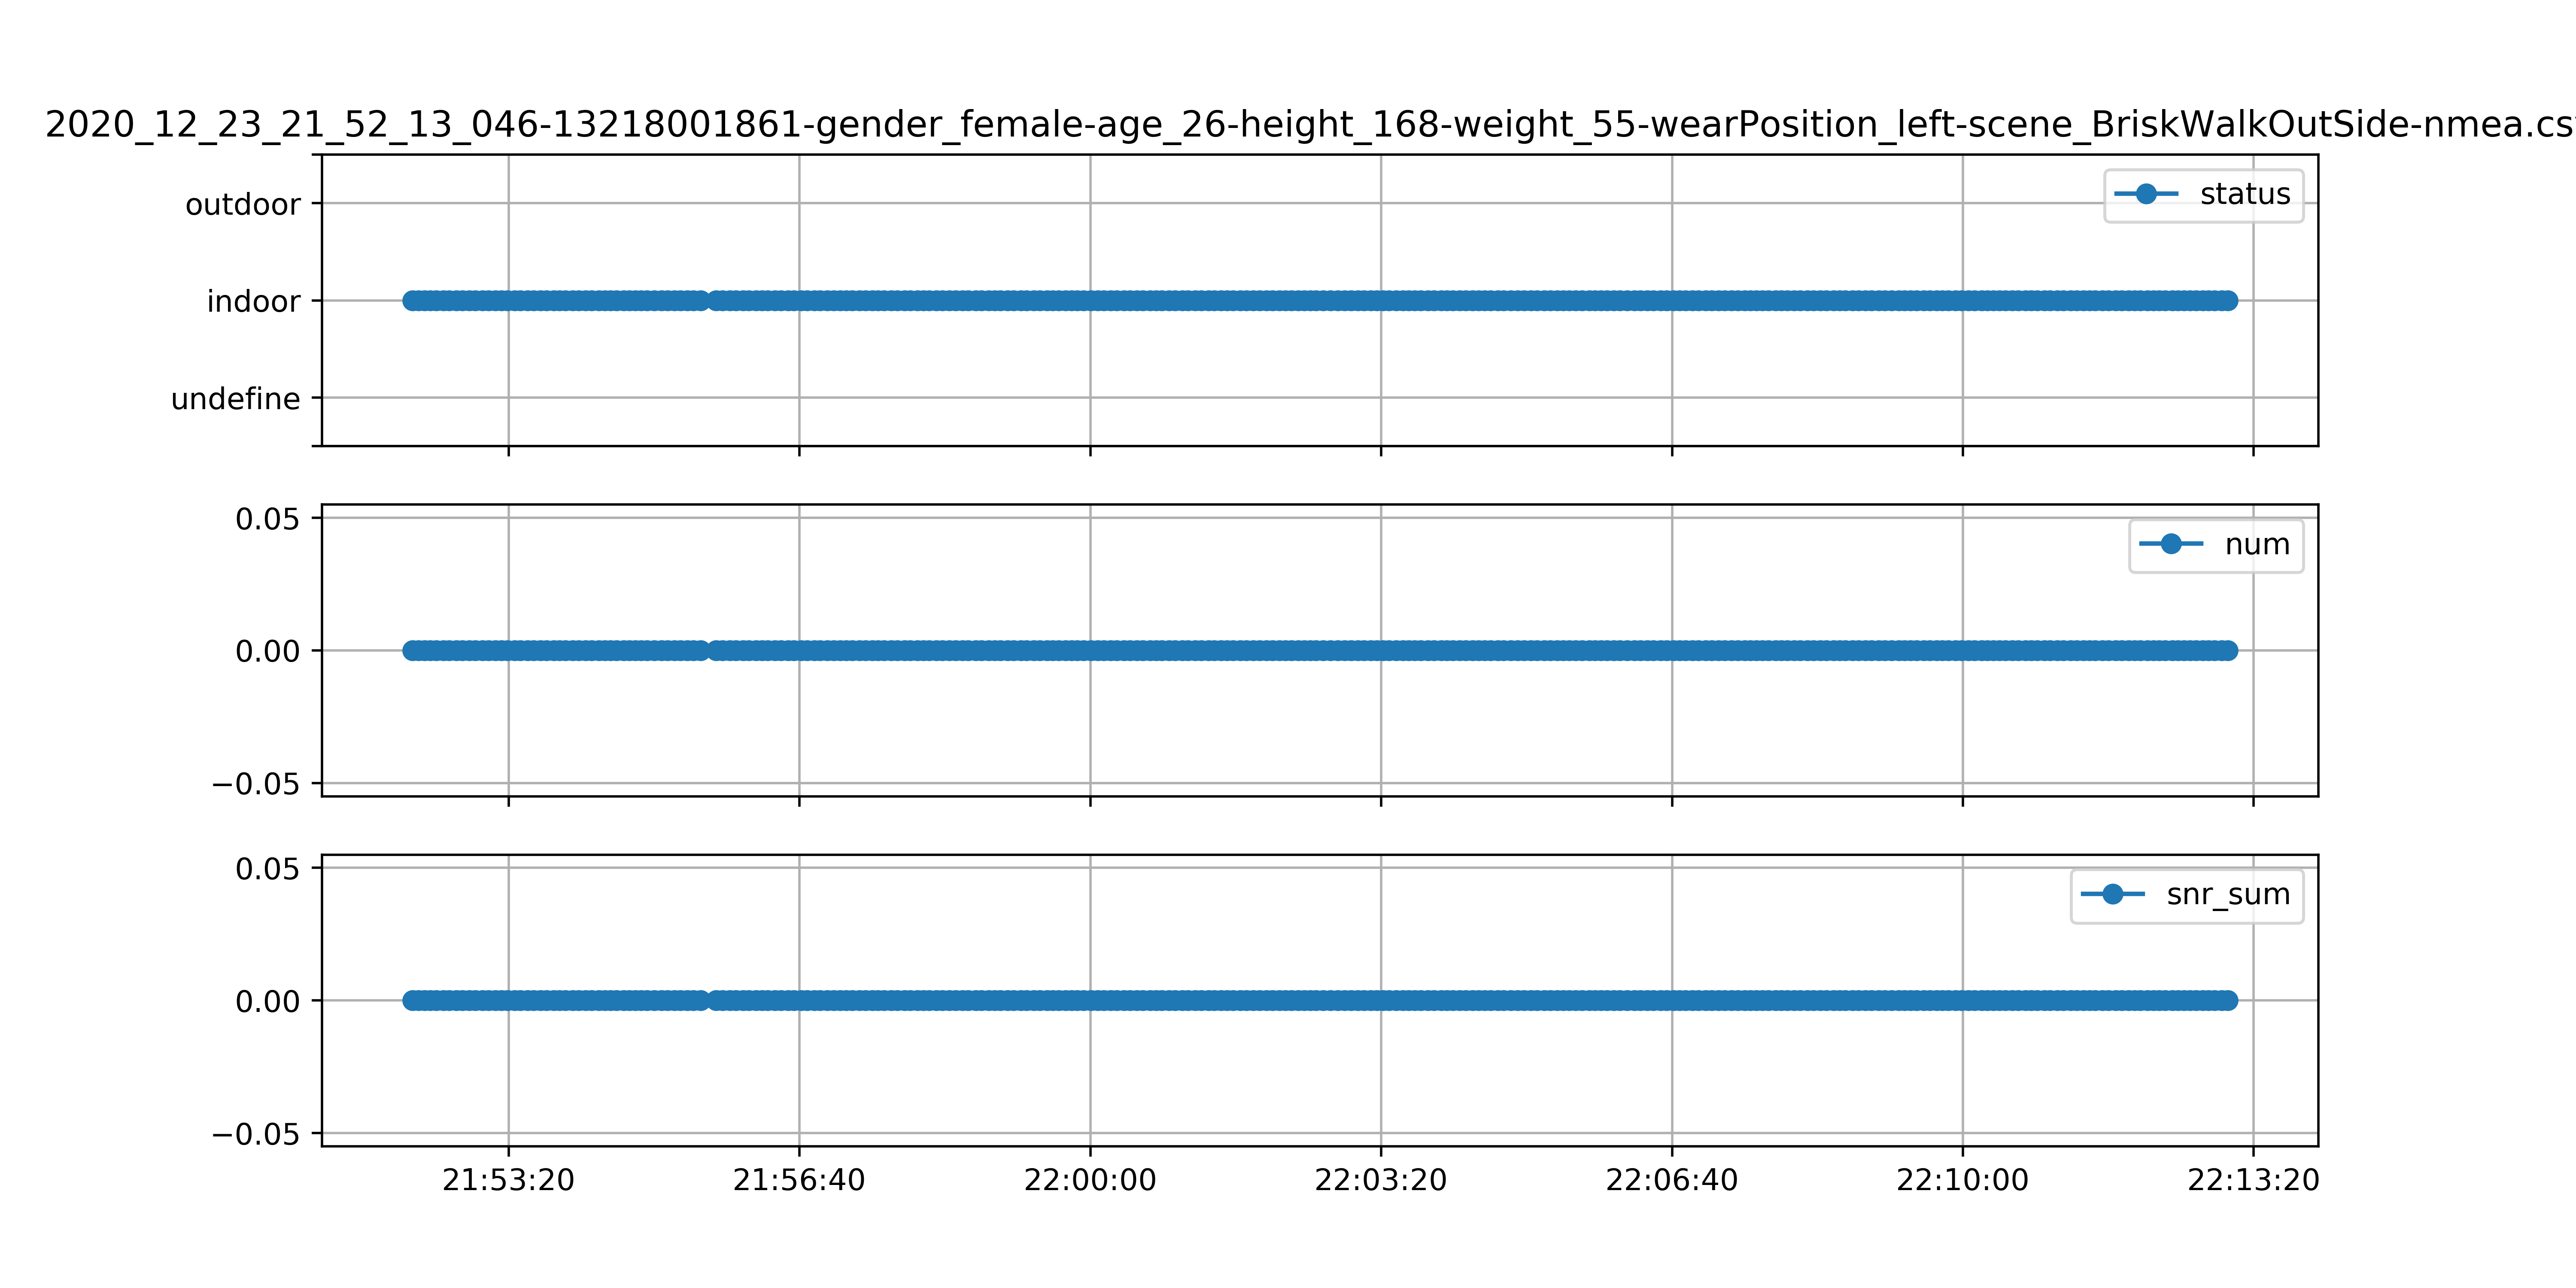 2020_12_23_21_52_13_046-13218001861-gender_female-age_26-height_168-weight_55-wearPosition_left-scene_BriskWalkOutSide-nmea.cs
status
outdoor
indoor
undefine
num
0.05
0.00
−0.05
snr_sum
0.05
0.00
−0.05
21:53:20 21:56:40 22:00:00 22:03:20 22:06:40 22:10:00 22:13:20